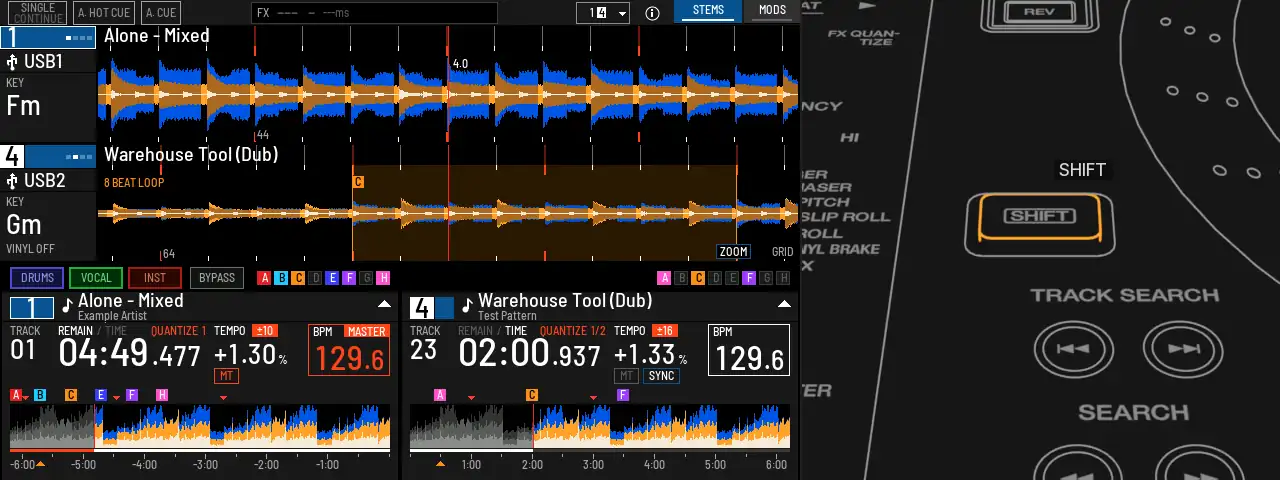 SINGLE
CONTINUE
A. HOT CUE
A. CUE
FX --- - ---ms
1 4
STEMS
MODS
1
Alone - Mixed
USB1
KEY
Fm
4.0
44
4
Warehouse Tool (Dub)
USB2
8 BEAT LOOP
C
KEY
Gm
VINYL OFF
64
ZOOM
GRID
DRUMS
VOCAL
INST
BYPASS
A B C D E F G H
A B C D E F G H
1
Alone - Mixed
Example Artist
TRACK
01
REMAIN / TIME
QUANTIZE 1
TEMPO
±10
04:49.477
+1.30%
MT
BPM
MASTER
129.6
A B C E F H
-6:00 -5:00 -4:00 -3:00 -2:00 -1:00
4
Warehouse Tool (Dub)
Test Pattern
TRACK
23
REMAIN / TIME
QUANTIZE 1/2
TEMPO
±16
02:00.937
+1.33%
MT
SYNC
BPM
129.6
A C F
1:00 2:00 3:00 4:00 5:00 6:00
REV
FX QUAN-
TIZE
HI
SHIFT
SHIFT
PITCH
SLIP ROLL
ROLL
BRAKE
TRACK SEARCH
SEARCH